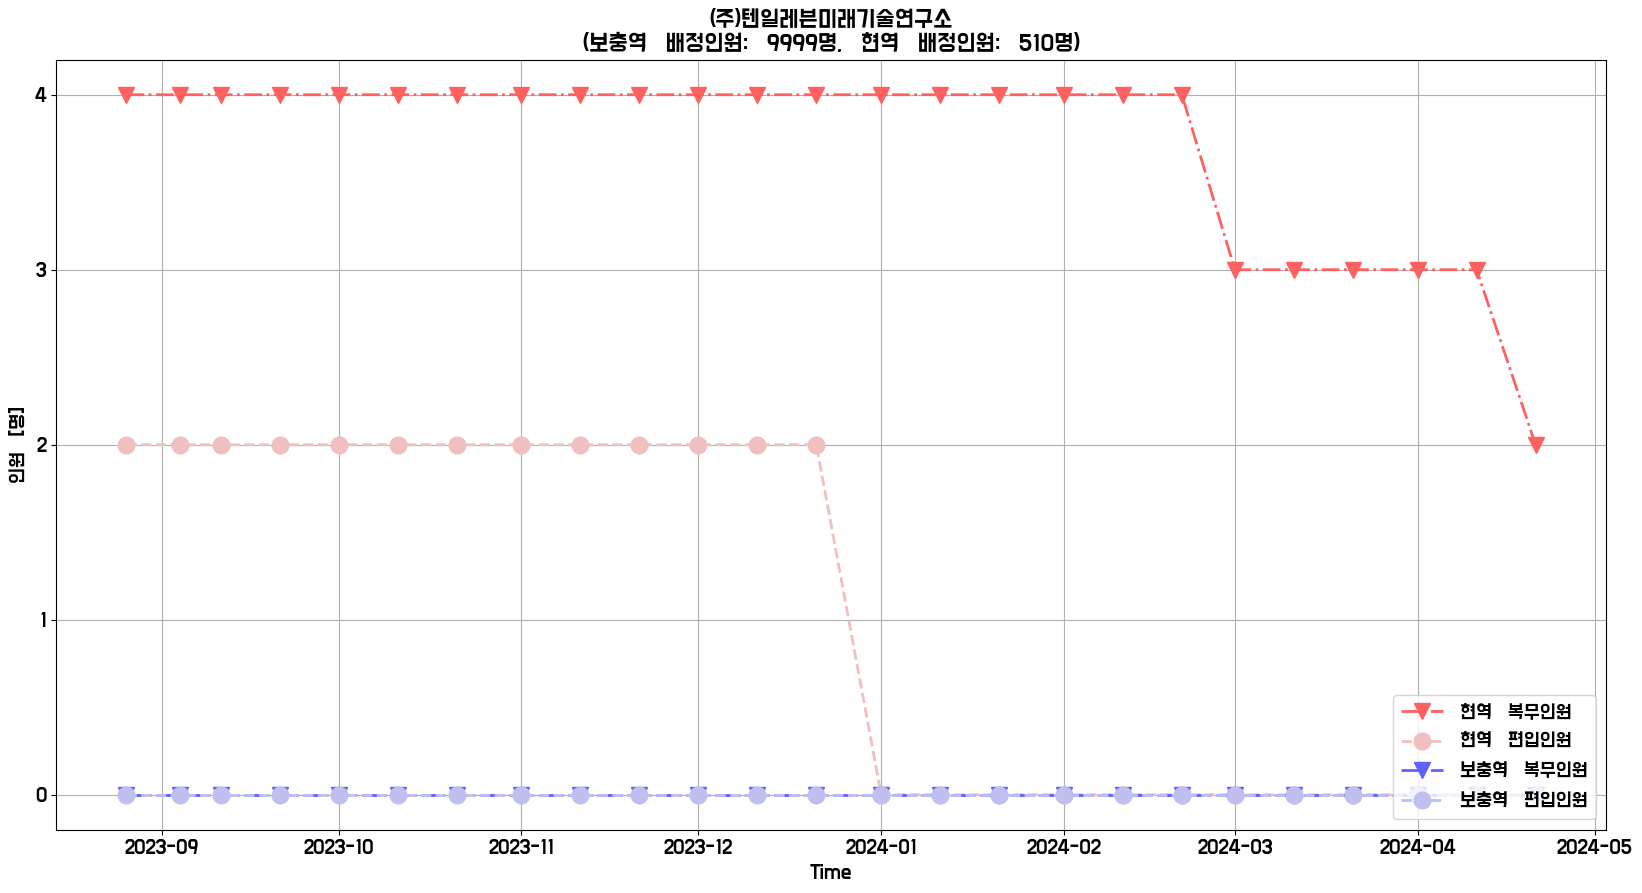 (주)텐일레븐미래기술연구소
(보충역 배정인원: 9999명, 현역 배정인원: 510명)
인원 [명]
4
3
2
1
0
현역 복무인원
현역 편입인원
보충역 복무인원
보충역 편입인원
2023-09 2023-10 2023-11 2023-12 2024-01 2024-02 2024-03 2024-04 2024-05
Time